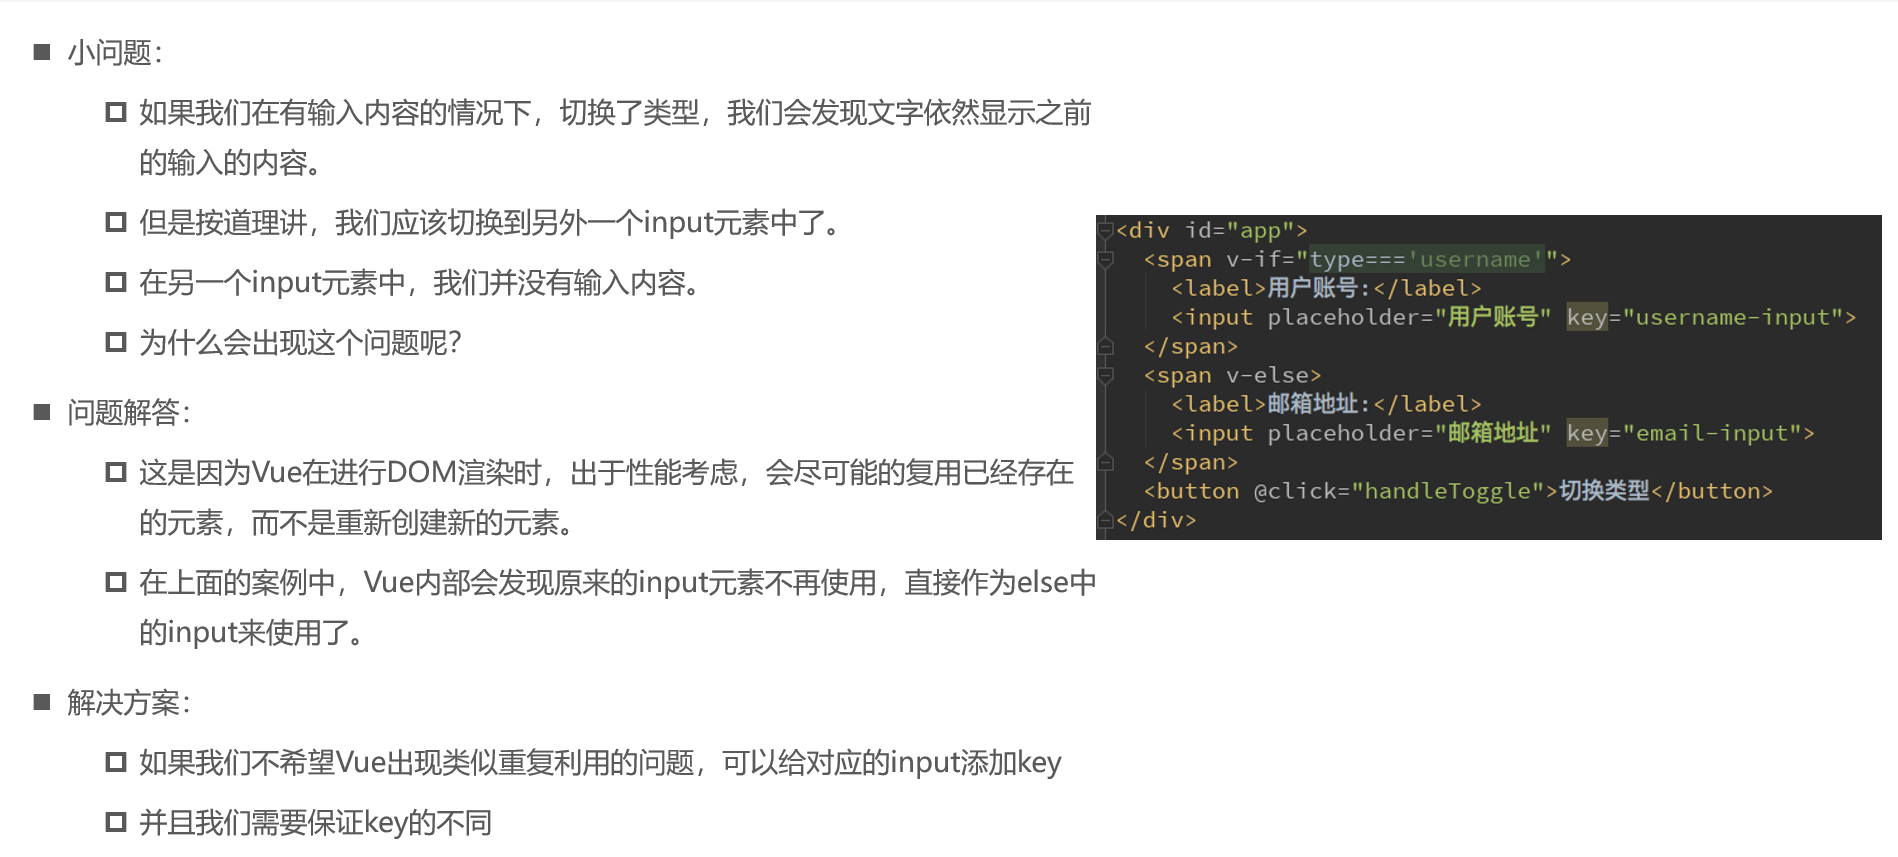 小问题：
如果我们在有输入内容的情况下，切换了类型，我们会发现文字依然显示之前
的输入的内容。
但是按道理讲，我们应该切换到另外一个input元素中了。
在另一个input元素中，我们并没有输入内容。
为什么会出现这个问题呢？
问题解答：
这是因为Vue在进行DOM渲染时，出于性能考虑，会尽可能的复用已经存在
的元素，而不是重新创建新的元素。
在上面的案例中，Vue内部会发现原来的input元素不再使用，直接作为else中
的input来使用了。
解决方案：
如果我们不希望Vue出现类似重复利用的问题，可以给对应的input添加key
并且我们需要保证key的不同
<div id="app">
<span v-if="type==='username'">
<label>用户账号:</label>
<input placeholder="用户账号" key="username-input">
</span>
<span v-else>
<label>邮箱地址:</label>
<input placeholder="邮箱地址" key="email-input">
</span>
<button @click="handleToggle">切换类型</button>
</div>